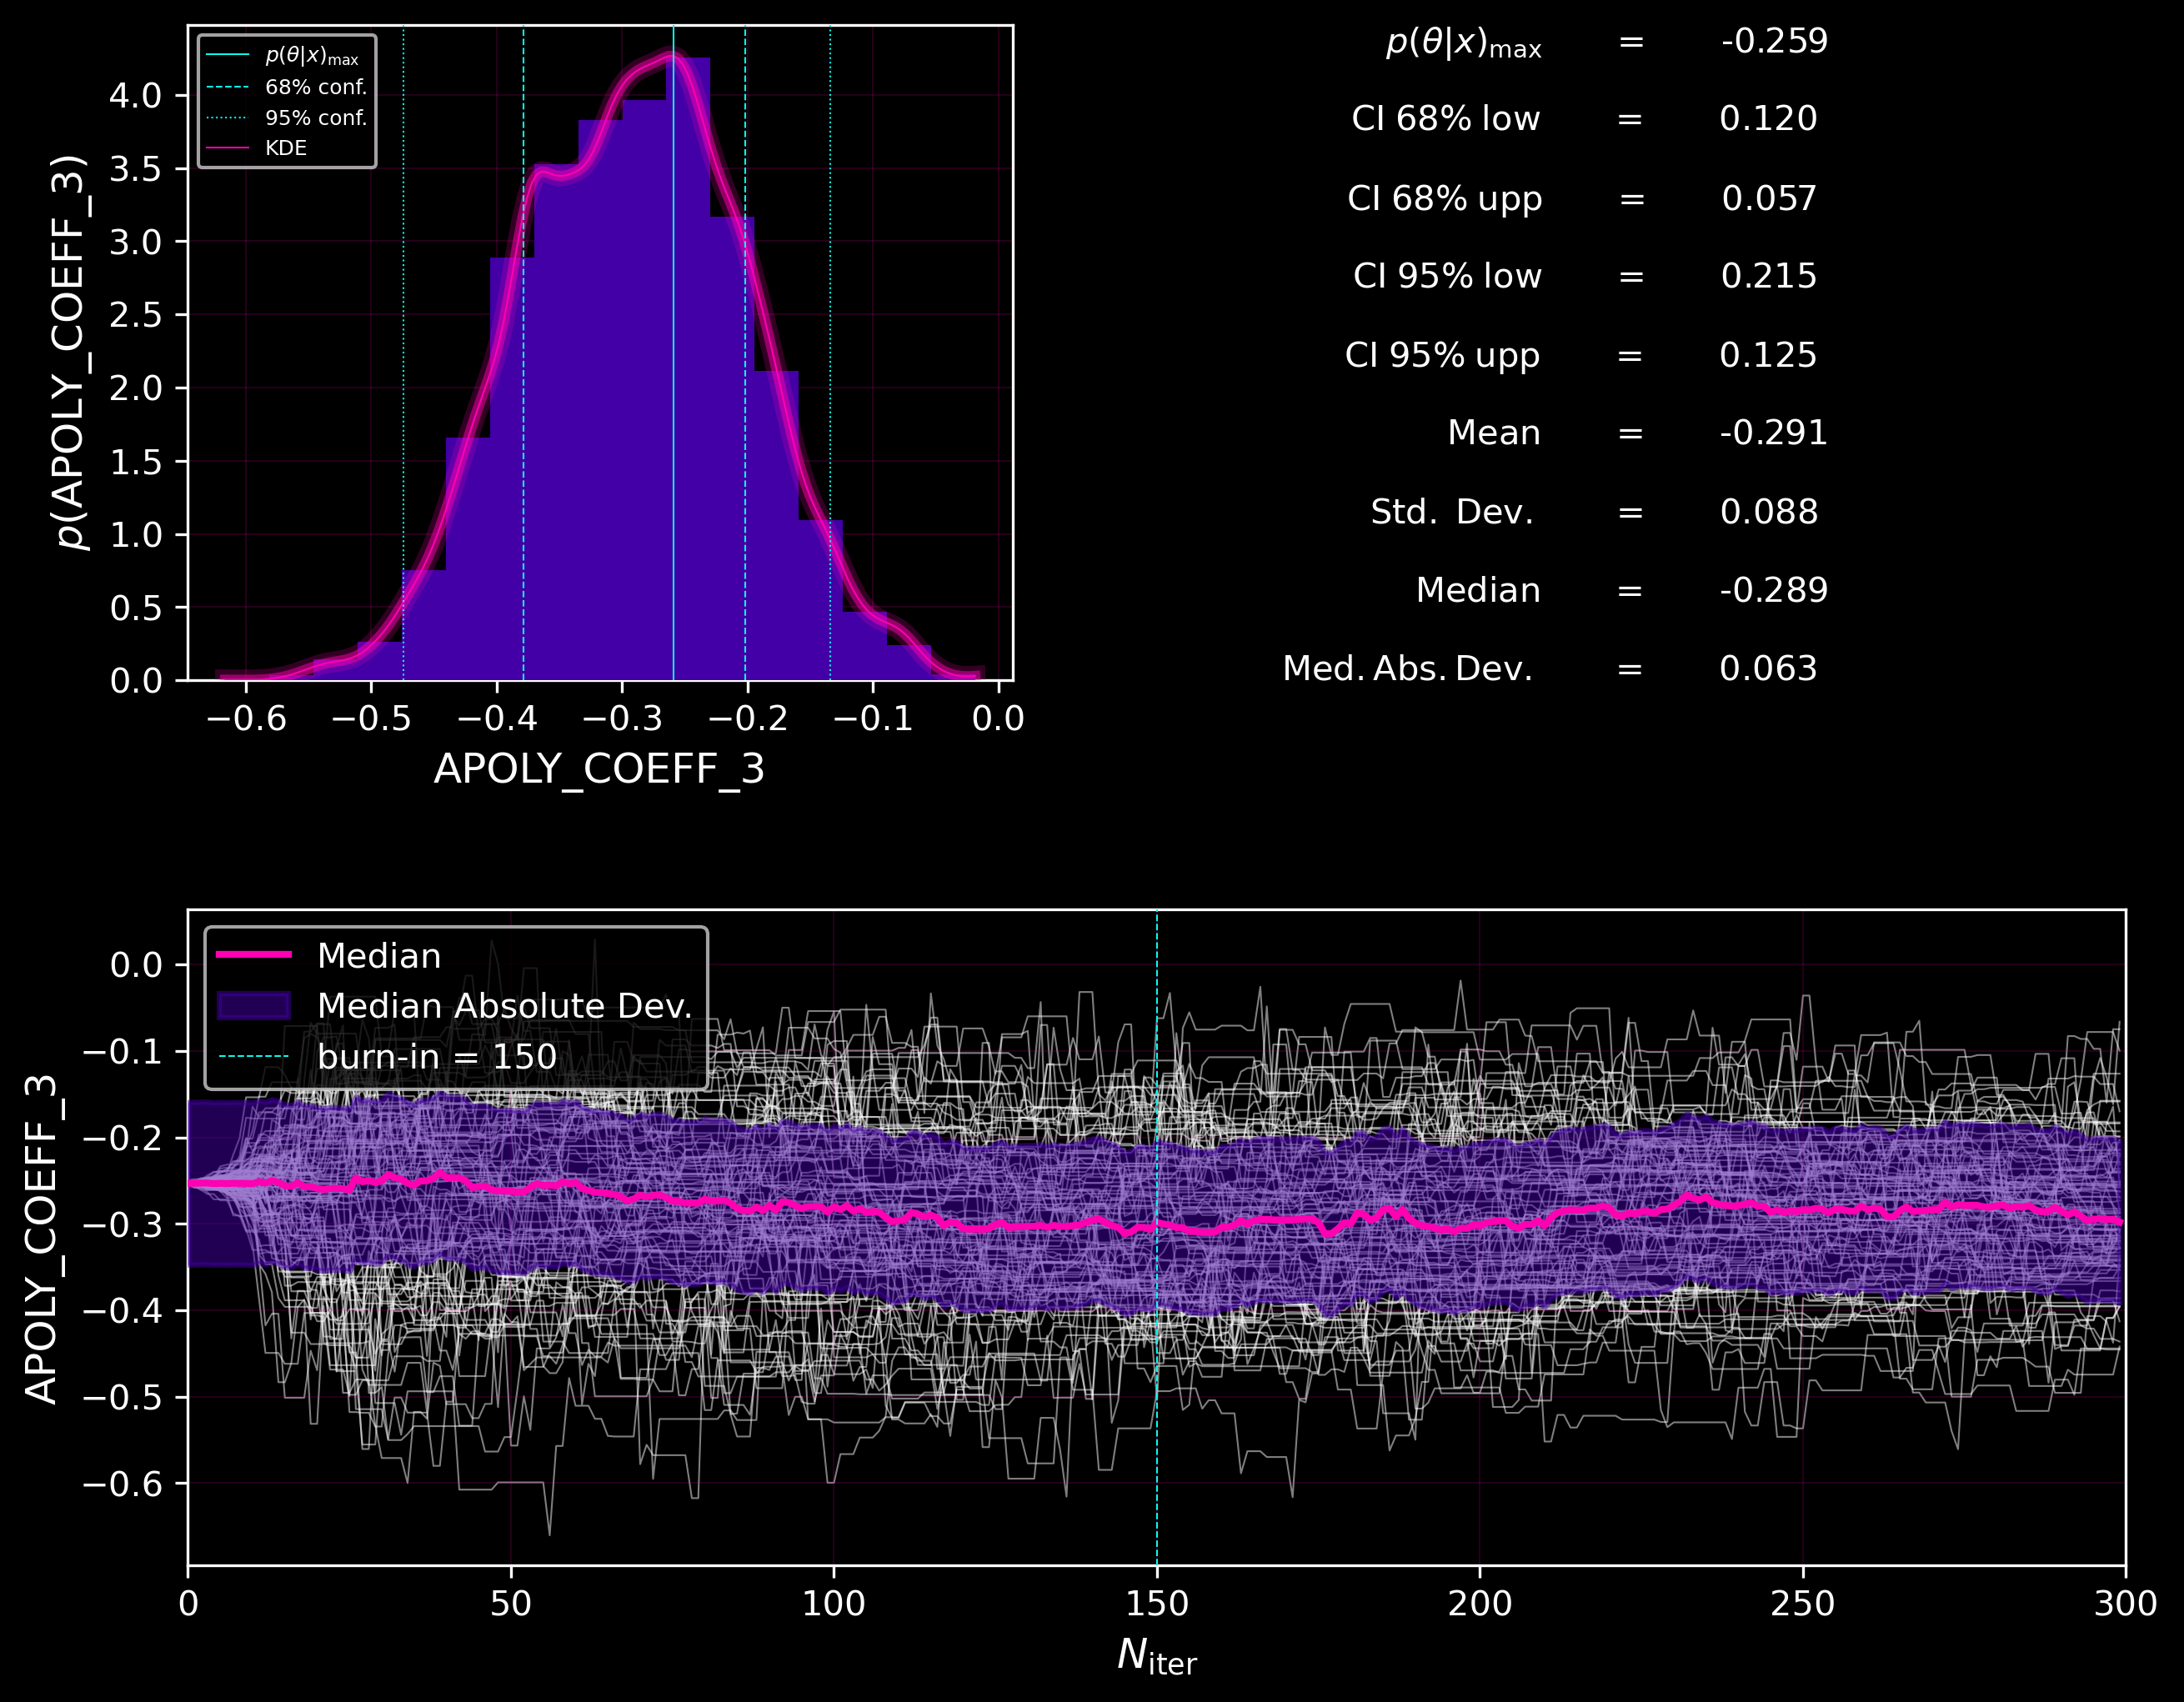 p(θ|x)max
68% conf.
95% conf.
KDE
4.0
3.5
3.0
2.5
2.0
1.5
1.0
0.5
0.0
p(APOLY_COEFF_3)
−0.6 −0.5 −0.4 −0.3 −0.2 −0.1 0.0
APOLY_COEFF_3
p(θ|x)max = -0.259
CI 68% low = 0.120
CI 68% upp = 0.057
CI 95% low = 0.215
CI 95% upp = 0.125
Mean = -0.291
Std. Dev. = 0.088
Median = -0.289
Med. Abs. Dev. = 0.063
Median
Median Absolute Dev.
burn-in = 150
0.0
−0.1
−0.2
−0.3
−0.4
−0.5
−0.6
APOLY_COEFF_3
0 50 100 150 200 250 300
Niter